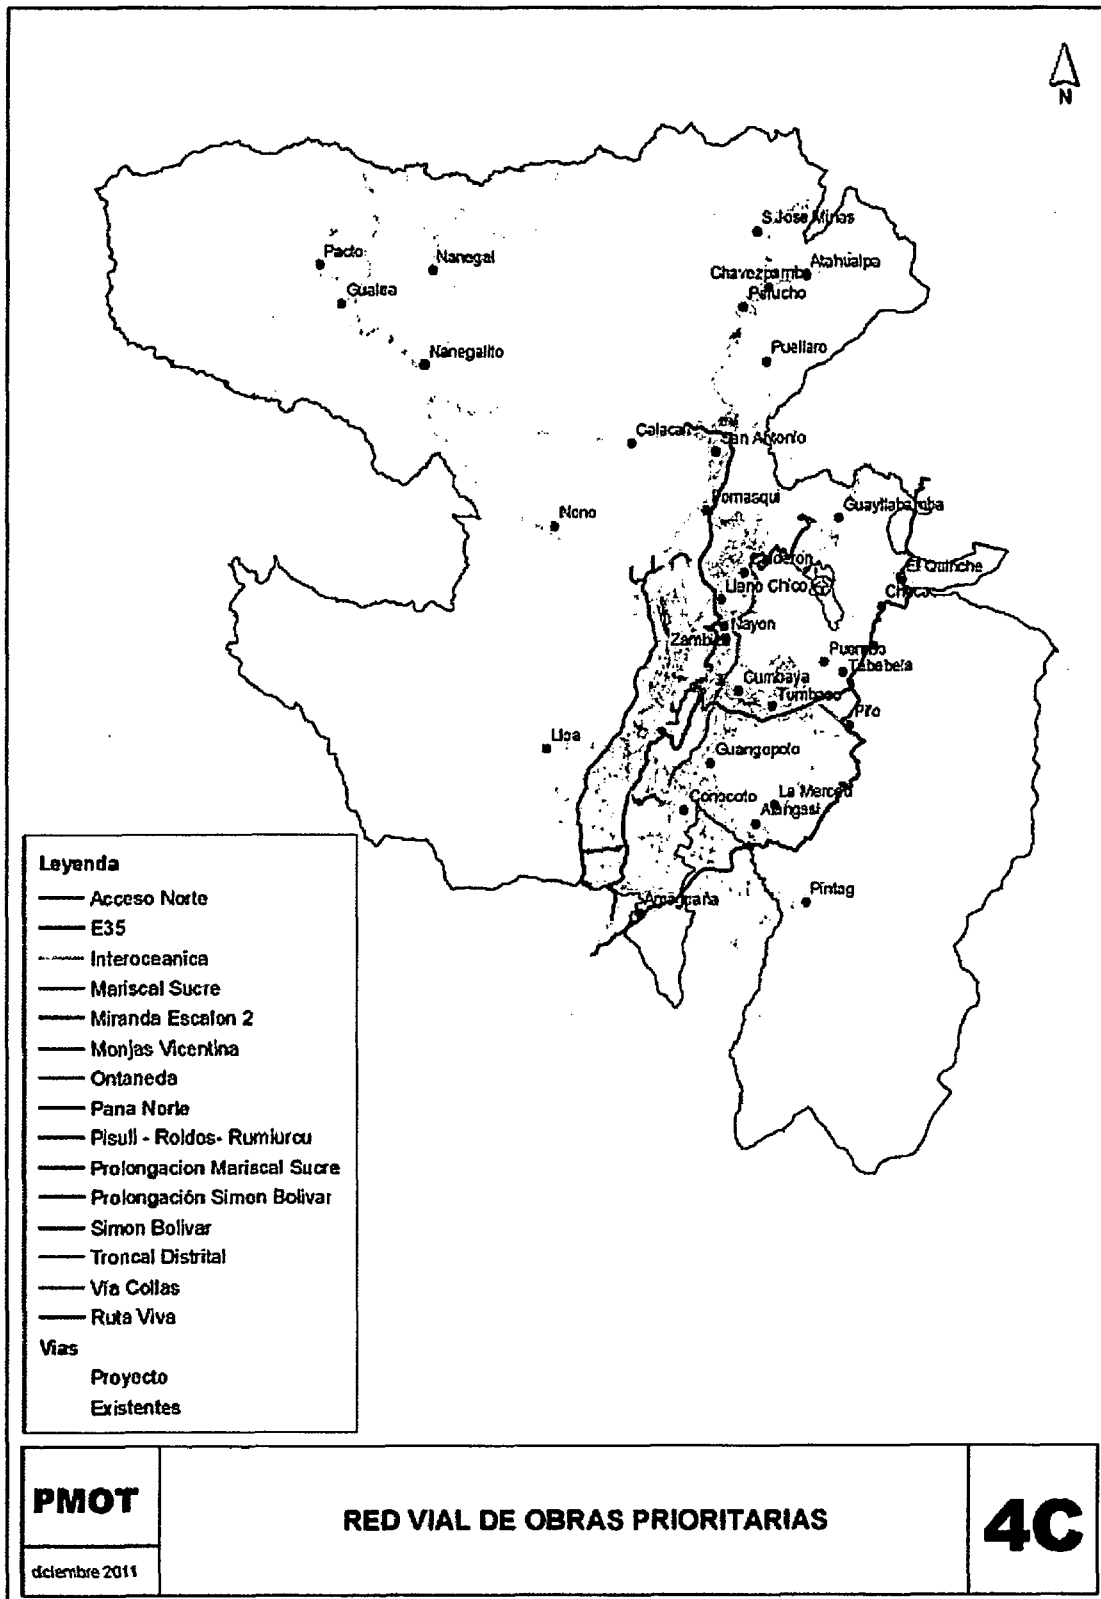 N
S.Jose Minas
Pacto
Nanegal
Atahualpa
Chavezpamba
Gualea
Perucho
Nanegalito
Puellaro
Calacali
San Antonio
Pomasqui
Guayllabamba
Nono
Calderon
El Quinche
Llano Chico
Checa
Nayon
Zambiza
Puembo
Tababela
Cumbaya
Tumbaco
Pifo
Lloa
Guangopolo
La Merced
Conocoto
Alangasi
Pintag
Amaguaña
Leyenda
Acceso Norte
E35
Interoceanica
Mariscal Sucre
Miranda Escalon 2
Monjas Vicentina
Ontaneda
Pana Norte
Pisuli - Roldos- Rumiurcu
Prolongacion Mariscal Sucre
Prolongación Simon Bolivar
Simon Bolivar
Troncal Distrital
Vía Collas
Ruta Viva
Vias
Proyecto
Existentes
PMOT
RED VIAL DE OBRAS PRIORITARIAS
4C
diciembre 2011